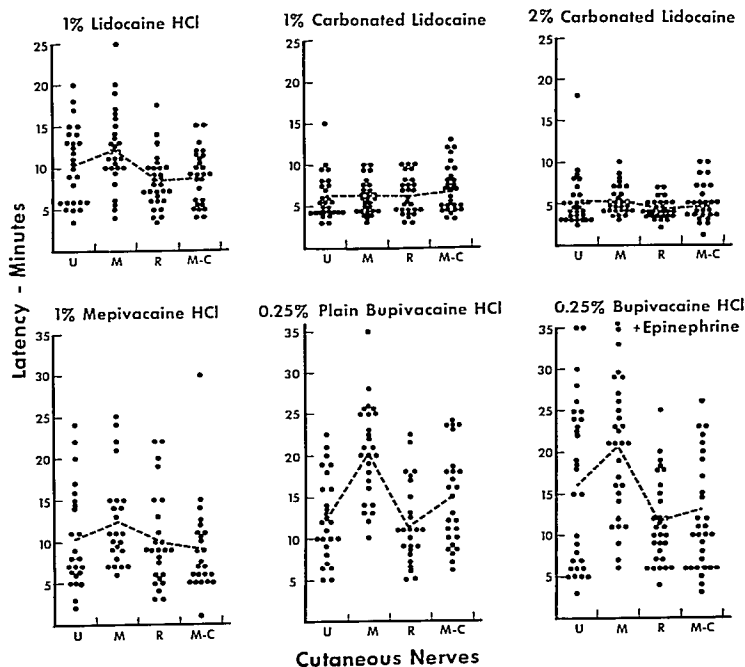 1% Lidocaine HCl
1% Carbonated Lidocaine
2% Carbonated Lidocaine
25
20
15
10
5
U M R M-C
25
20
15
10
5
U M R M-C
25
20
15
10
5
U M R M-C
Latency - Minutes
1% Mepivacaine HCl
0.25% Plain Bupivacaine HCl
0.25% Bupivacaine HCl
+Epinephrine
35
30
25
20
15
10
5
U M R M-C
35
30
25
20
15
10
5
U M R M-C
35
30
25
20
15
10
5
U M R M-C
Cutaneous Nerves